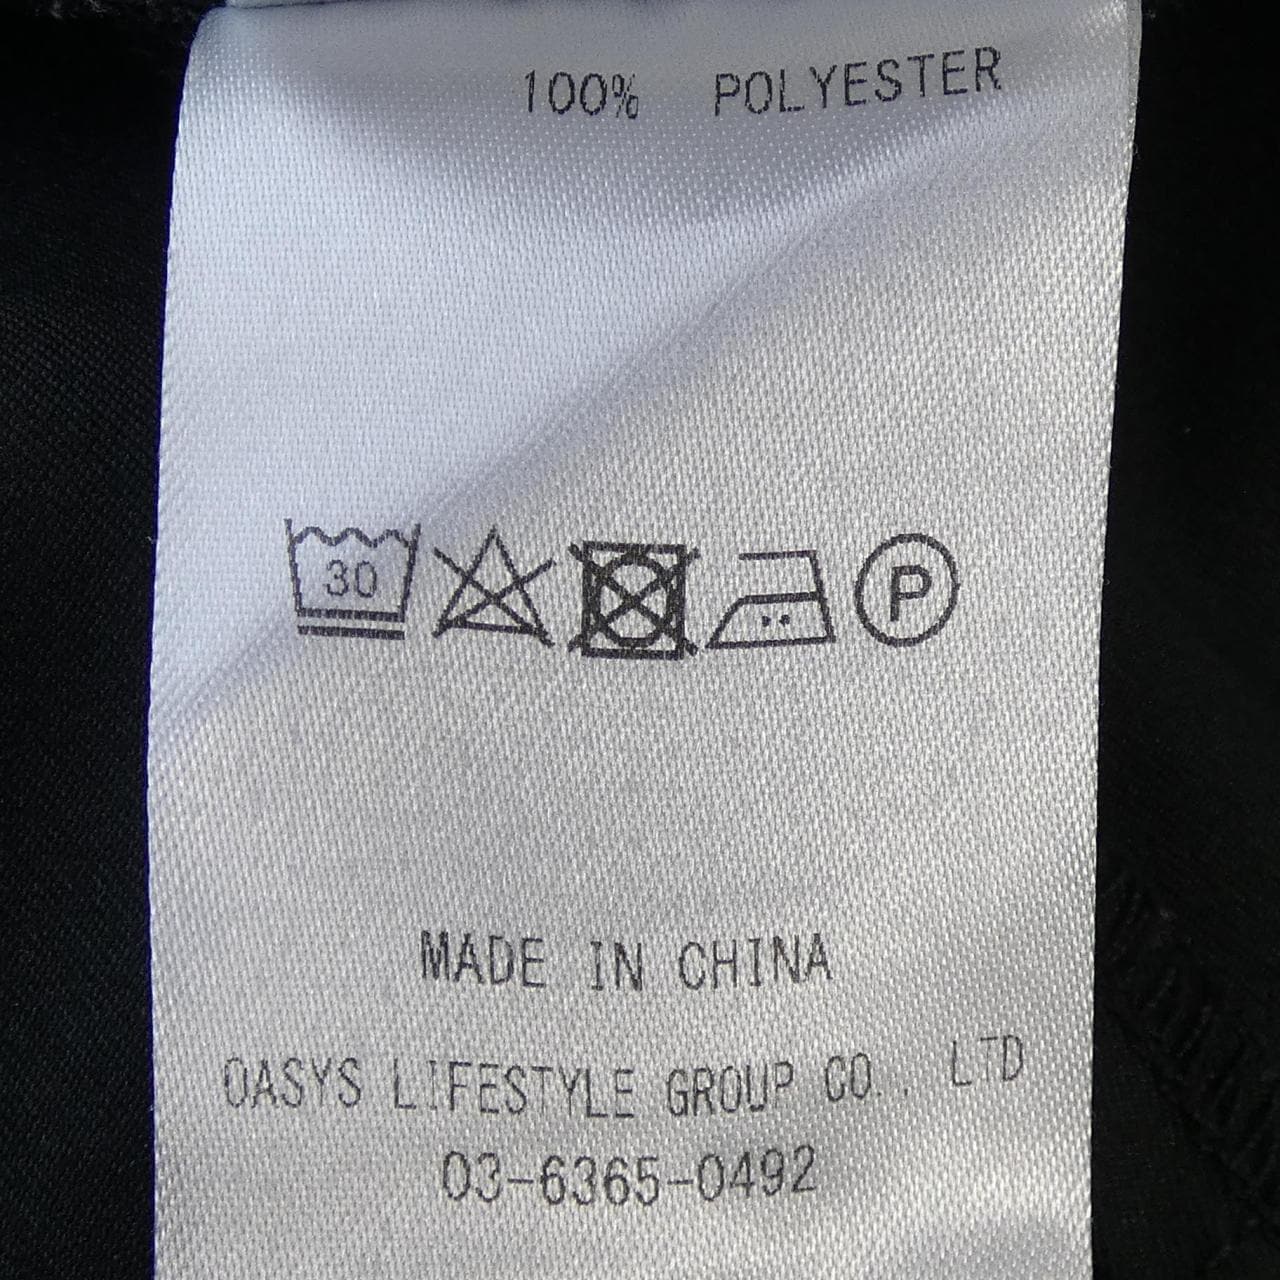 100% POLYESTER
30 P
MADE IN CHINA
OASYS LIFESTYLE GROUP CO., LTD
03-6365-0492